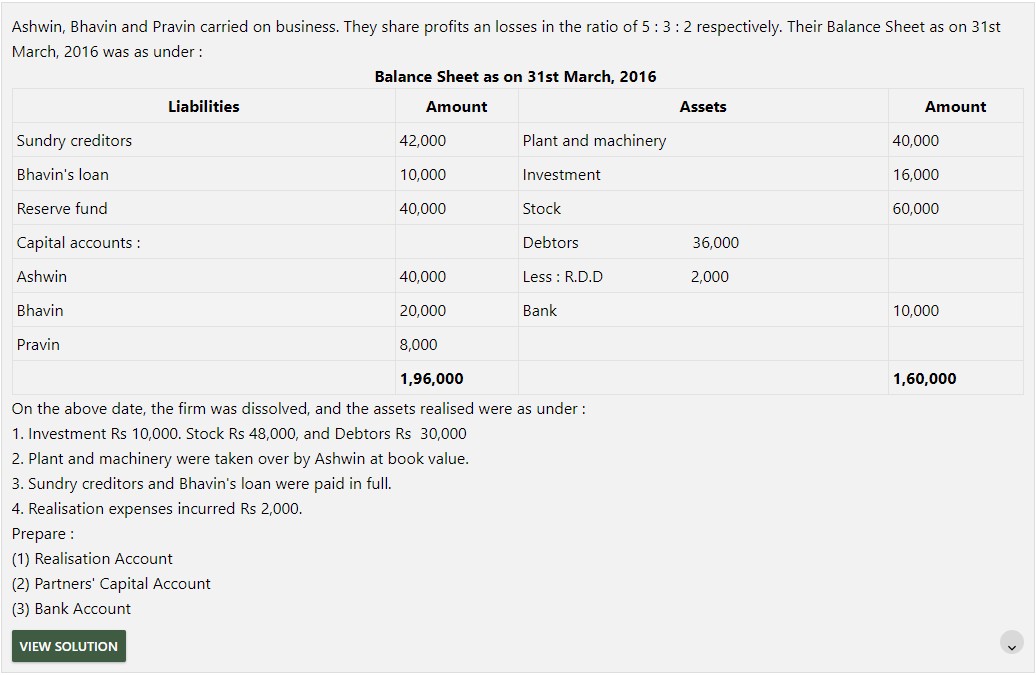 Ashwin, Bhavin and Pravin carried on business. They share profits an losses in the ratio of 5 : 3 : 2 respectively. Their Balance Sheet as on 31st
March, 2016 was as under :
Balance Sheet as on 31st March, 2016
Liabilities Amount Assets Amount
Sundry creditors 42,000 Plant and machinery 40,000
Bhavin's loan 10,000 Investment 16,000
Reserve fund 40,000 Stock 60,000
Capital accounts : Debtors 36,000
Ashwin 40,000 Less : R.D.D 2,000
Bhavin 20,000 Bank 10,000
Pravin 8,000
1,96,000 1,60,000
On the above date, the firm was dissolved, and the assets realised were as under :
1. Investment Rs 10,000. Stock Rs 48,000, and Debtors Rs 30,000
2. Plant and machinery were taken over by Ashwin at book value.
3. Sundry creditors and Bhavin's loan were paid in full.
4. Realisation expenses incurred Rs 2,000.
Prepare :
(1) Realisation Account
(2) Partners' Capital Account
(3) Bank Account
VIEW SOLUTION